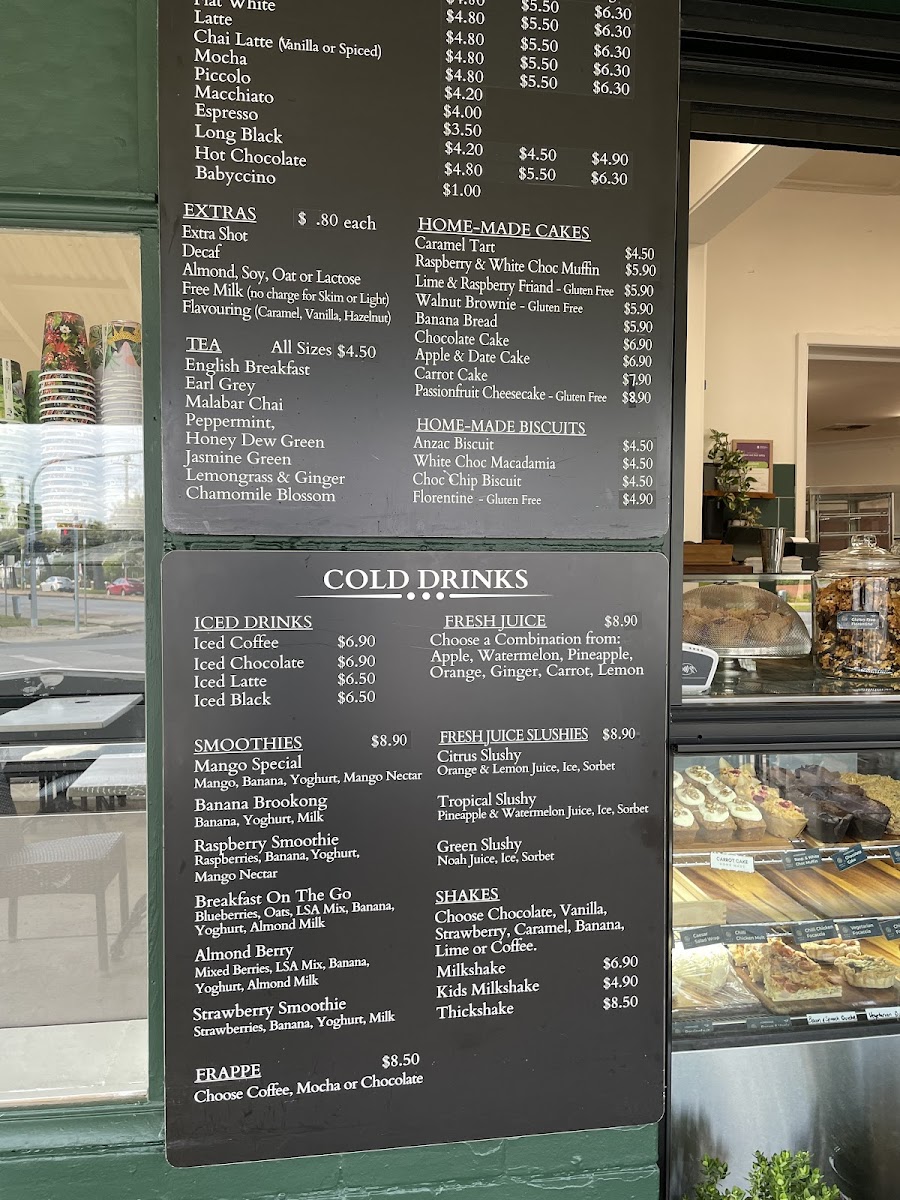 Flat White $4.80 $5.50 $6.30
Latte $4.80 $5.50 $6.30
Chai Latte (Vanilla or Spiced) $4.80 $5.50 $6.30
Mocha $4.80 $5.50 $6.30
Piccolo $4.20
Macchiato $4.00
Espresso $3.50
Long Black $4.20 $4.50 $4.90
Hot Chocolate $4.80 $5.50 $6.30
Babyccino $1.00
EXTRAS $ .80 each
Extra Shot
Decaf
Almond, Soy, Oat or Lactose
Free Milk (no charge for Skim or Light)
Flavouring (Caramel, Vanilla, Hazelnut)
TEA All Sizes $4.50
English Breakfast
Earl Grey
Malabar Chai
Peppermint,
Honey Dew Green
Jasmine Green
Lemongrass & Ginger
Chamomile Blossom
HOME-MADE CAKES
Caramel Tart $4.50
Raspberry & White Choc Muffin $5.90
Lime & Raspberry Friand - Gluten Free $5.90
Walnut Brownie - Gluten Free $5.90
Banana Bread $5.90
Chocolate Cake $6.90
Apple & Date Cake $6.90
Carrot Cake $7.90
Passionfruit Cheesecake - Gluten Free $8.90
HOME-MADE BISCUITS
Anzac Biscuit $4.50
White Choc Macadamia $4.50
Choc Chip Biscuit $4.50
Florentine - Gluten Free $4.90
COLD DRINKS
ICED DRINKS
Iced Coffee $6.90
Iced Chocolate $6.90
Iced Latte $6.50
Iced Black $6.50
SMOOTHIES $8.90
Mango Special
Mango, Banana, Yoghurt, Mango Nectar
Banana Brookong
Banana, Yoghurt, Milk
Raspberry Smoothie
Raspberries, Banana, Yoghurt,
Mango Nectar
Breakfast On The Go
Blueberries, Oats, LSA Mix, Banana,
Yoghurt, Almond Milk
Almond Berry
Mixed Berries, LSA Mix, Banana,
Yoghurt, Almond Milk
Strawberry Smoothie
Strawberries, Banana, Yoghurt, Milk
FRAPPE $8.50
Choose Coffee, Mocha or Chocolate
FRESH JUICE $8.90
Choose a Combination from:
Apple, Watermelon, Pineapple,
Orange, Ginger, Carrot, Lemon
FRESH JUICE SLUSHIES $8.90
Citrus Slushy
Orange & Lemon Juice, Ice, Sorbet
Tropical Slushy
Pineapple & Watermelon Juice, Ice, Sorbet
Green Slushy
Noah Juice, Ice, Sorbet
SHAKES
Choose Chocolate, Vanilla,
Strawberry, Caramel, Banana,
Lime or Coffee.
Milkshake $6.90
Kids Milkshake $4.90
Thickshake $8.50
Gluten Free
Florentine
CARROT CAKE
Caesar
Salad Wrap
Chilli
Chicken
Chilli Chicken
Focaccia
Vegetarian
Focaccia